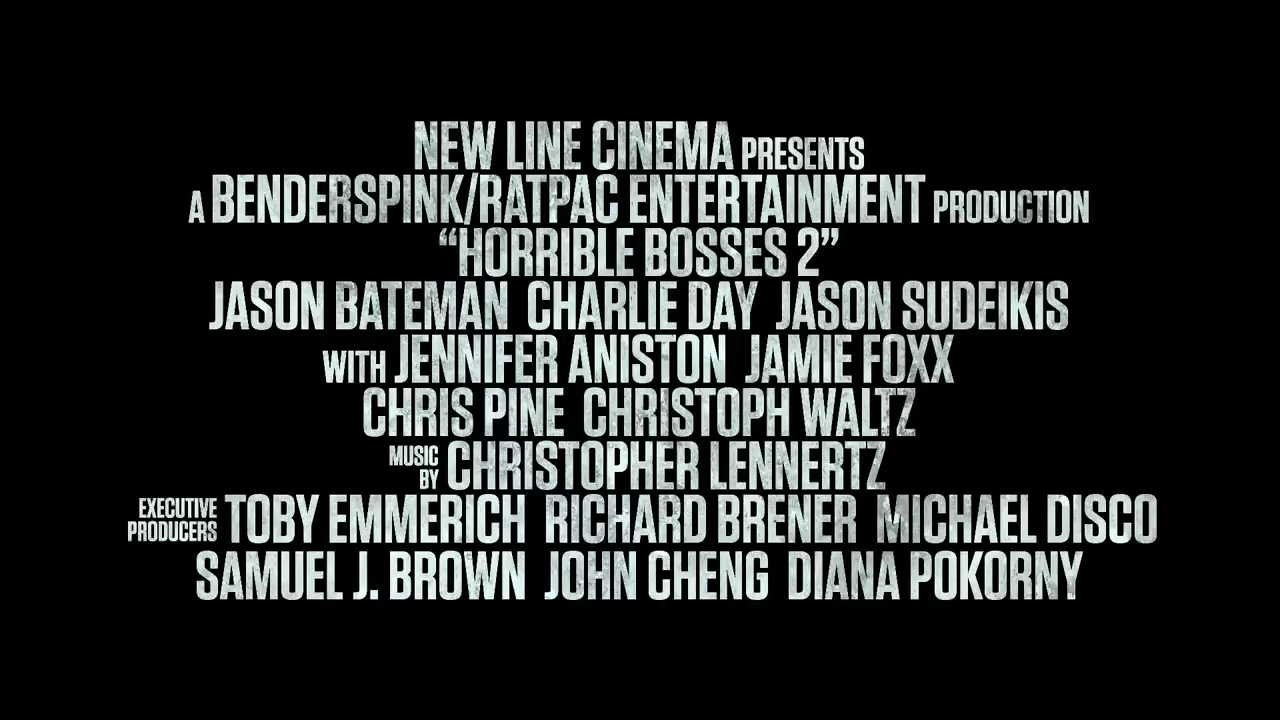 NEW LINE CINEMA PRESENTS
A BENDERSPINK/RATPAC ENTERTAINMENT PRODUCTION
“HORRIBLE BOSSES 2”
JASON BATEMAN CHARLIE DAY JASON SUDEIKIS
WITH JENNIFER ANISTON JAMIE FOXX
CHRIS PINE CHRISTOPH WALTZ
MUSIC BY CHRISTOPHER LENNERTZ
EXECUTIVE PRODUCERS TOBY EMMERICH RICHARD BRENER MICHAEL DISCO
SAMUEL J. BROWN JOHN CHENG DIANA POKORNY